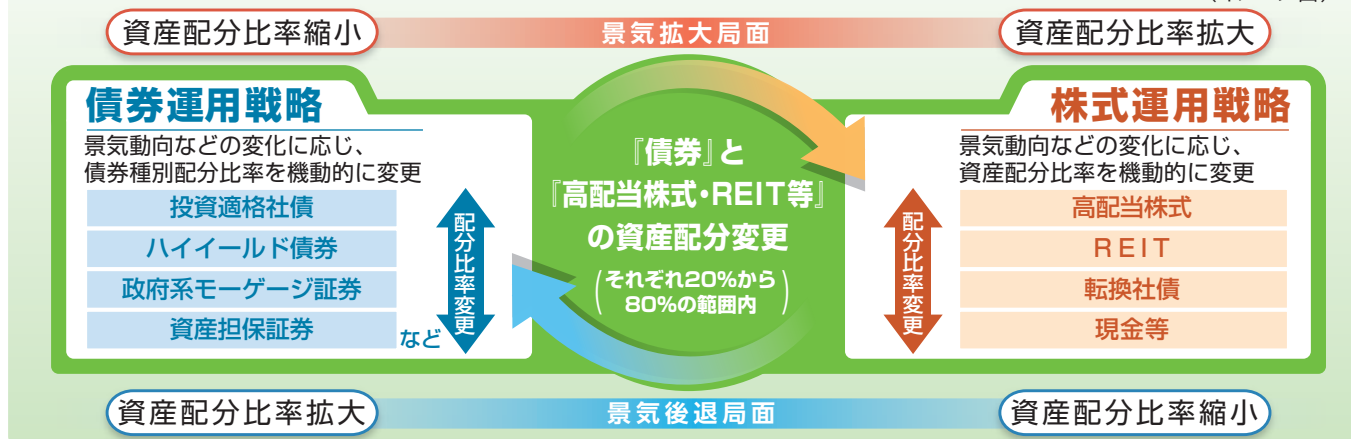 資産配分比率縮小
景気拡大局面
資産配分比率拡大
債券運用戦略
景気動向などの変化に応じ、
債券種別配分比率を機動的に変更
投資適格社債
ハイイールド債券
政府系モーゲージ証券
資産担保証券
など
配分比率変更
『債券』と
『高配当株式・REIT等』
の資産配分変更
(それぞれ20%から
80%の範囲内)
株式運用戦略
景気動向などの変化に応じ、
資産配分比率を機動的に変更
配分比率変更
高配当株式
REIT
転換社債
現金等
資産配分比率拡大
景気後退局面
資産配分比率縮小